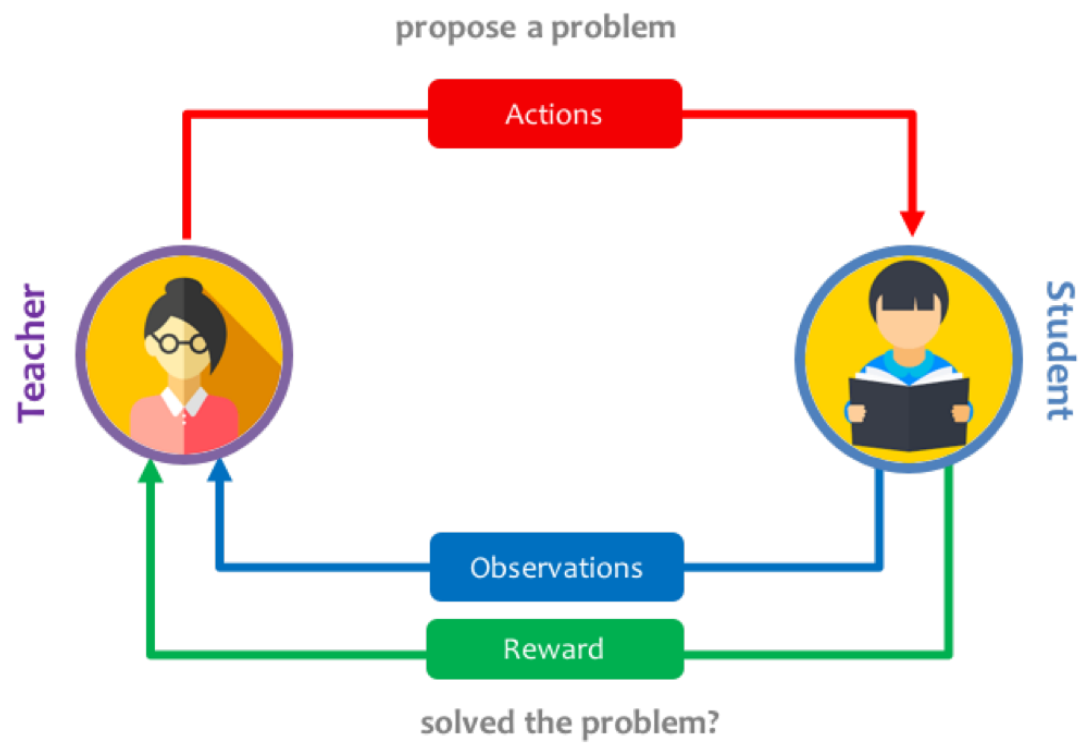 propose a problem
Actions
Teacher
Student
Observations
Reward
solved the problem?